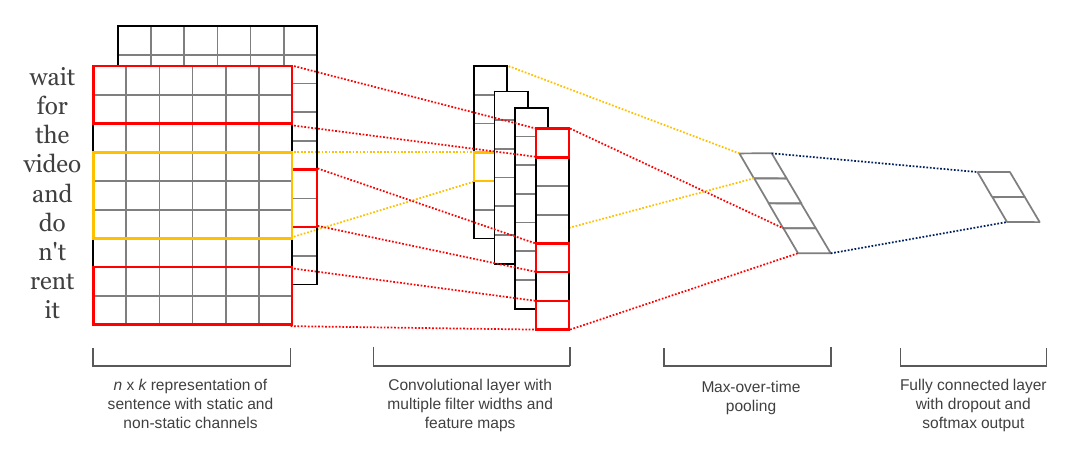 wait
for
the
video
and
do
n't
rent
it
n x k representation of
sentence with static and
non-static channels
Convolutional layer with
multiple filter widths and
feature maps
Max-over-time
pooling
Fully connected layer
with dropout and
softmax output